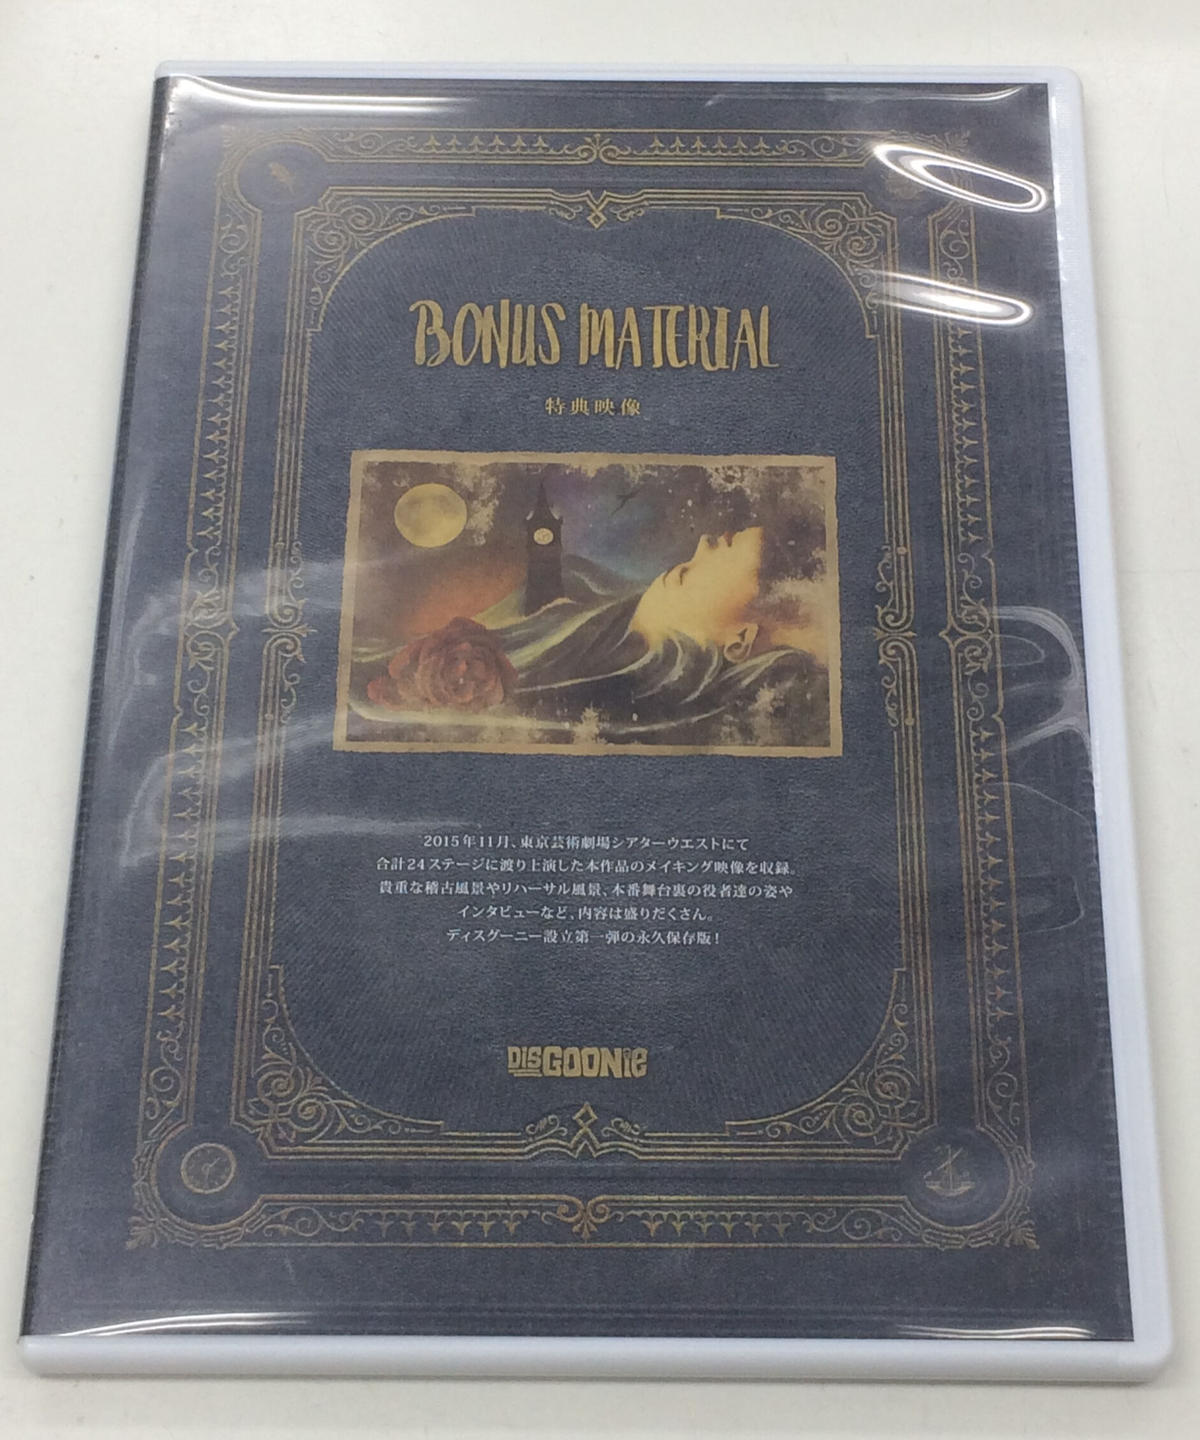 BONUS MATERIAL
特典映像
2015年11月、東京芸術劇場シアターウエストにて
合計24ステージに渡り上演した本作品のメイキング映像を収録。
貴重な稽古風景やリハーサル風景、本番舞台裏の役者達の姿や
インタビューなど、内容は盛りだくさん。
ディスグーニー設立第一弾の永久保存版！
DisGOONie